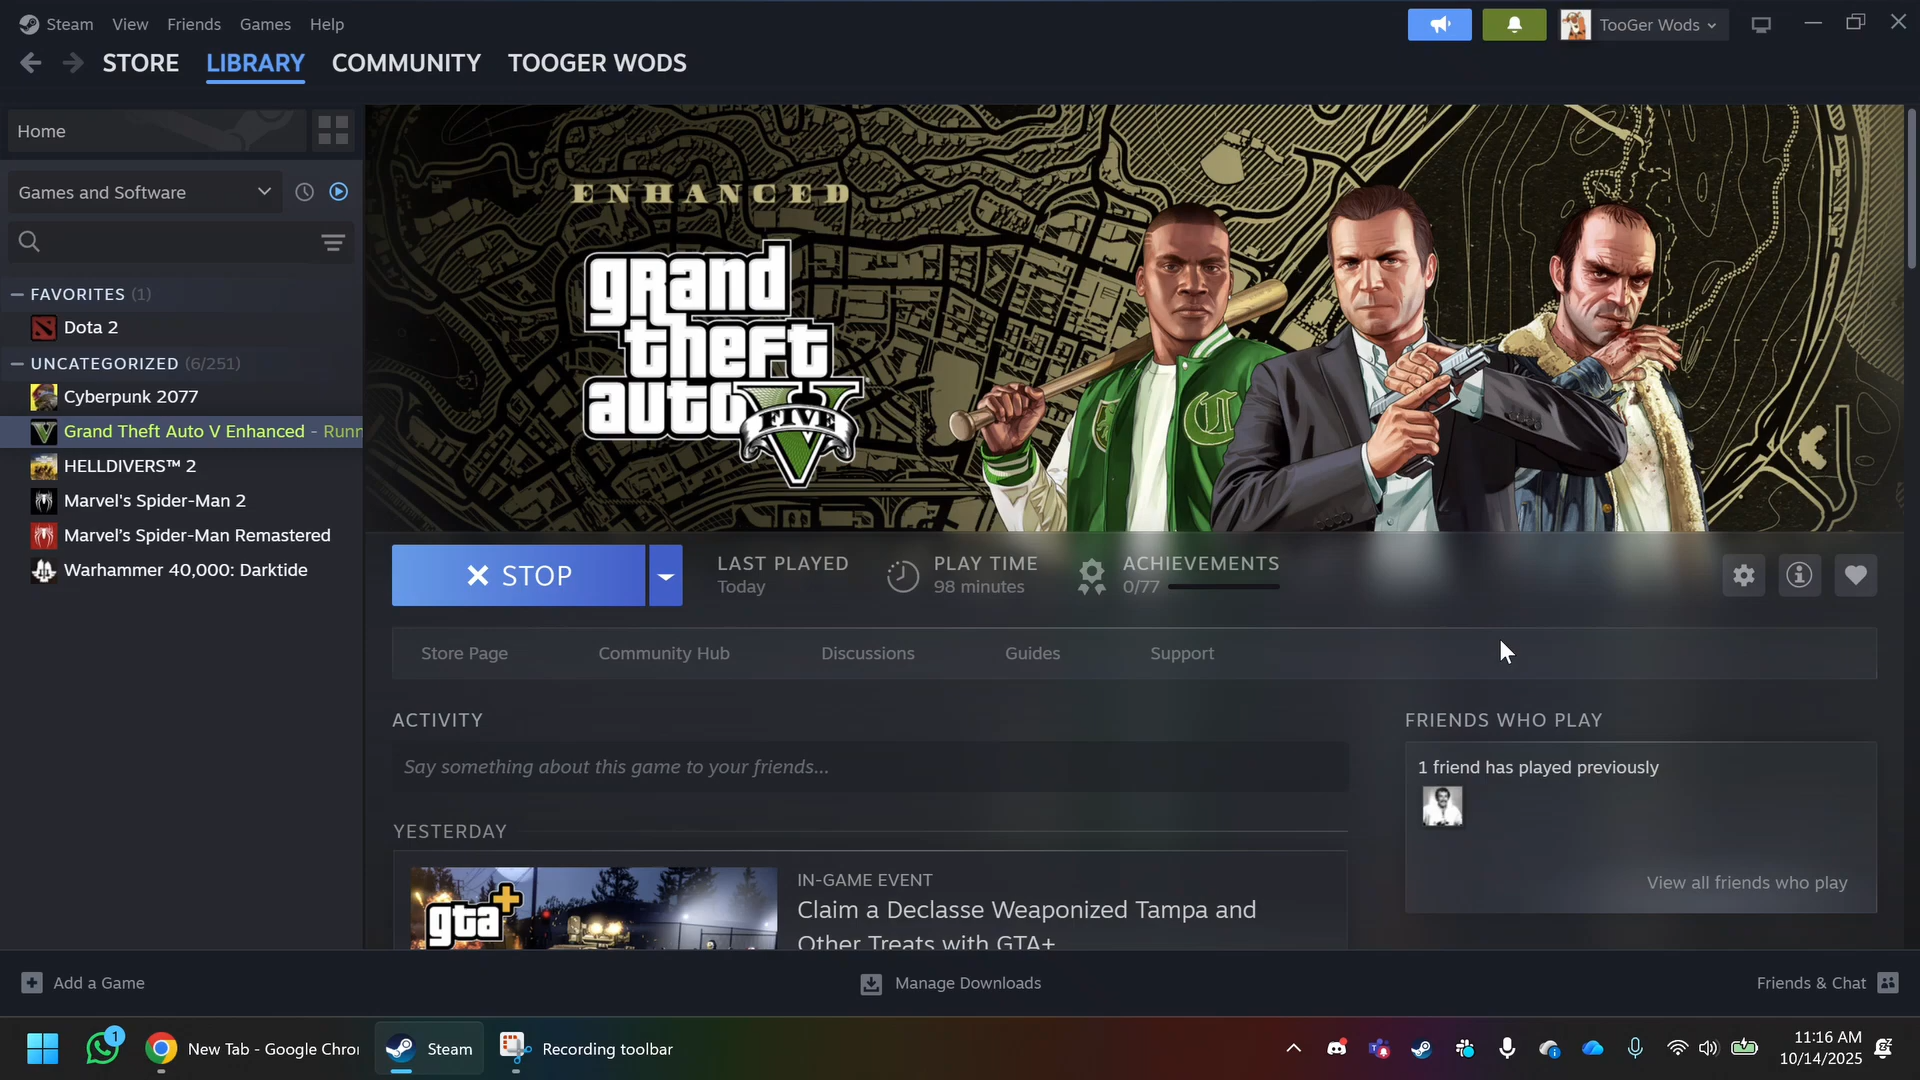 Steam View Friends Games Help
TooGer Wods
STORE LIBRARY COMMUNITY TOOGER WODS
Home
Games and Software
— FAVORITES (1)
Dota 2
— UNCATEGORIZED (6/251)
Cyberpunk 2077
Grand Theft Auto V Enhanced - Runn
HELLDIVERS™ 2
Marvel's Spider-Man 2
Marvel's Spider-Man Remastered
Warhammer 40,000: Darktide
ENHANCED
grand
theft
auto V
FIVE
STOP
LAST PLAYED
Today
PLAY TIME
98 minutes
ACHIEVEMENTS
0/77
Store Page Community Hub Discussions Guides Support
ACTIVITY
Say something about this game to your friends...
YESTERDAY
gta+
IN-GAME EVENT
Claim a Declasse Weaponized Tampa and
Other Treats with GTA+
FRIENDS WHO PLAY
1 friend has played previously
View all friends who play
Add a Game
Manage Downloads
Friends & Chat
1
New Tab - Google Chro
Steam
Recording toolbar
11:16 AM
10/14/2025